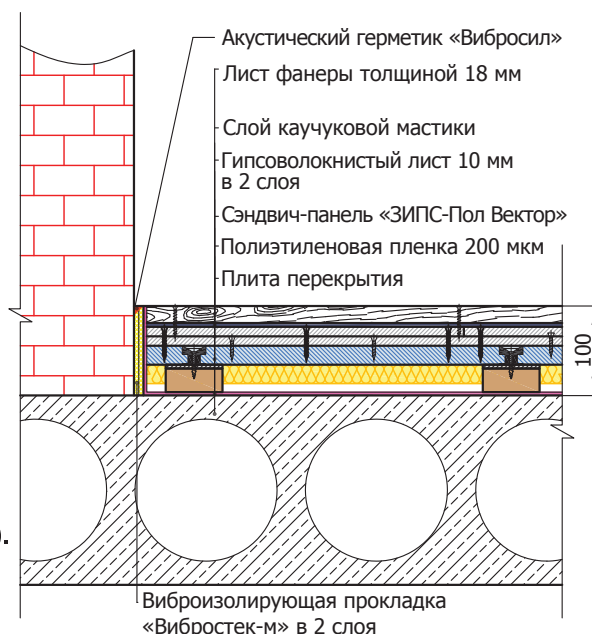 Акустический герметик «Вибросил»
Лист фанеры толщиной 18 мм
Слой каучуковой мастики
Гипсоволокнистый лист 10 мм
в 2 слоя
Сэндвич-панель «ЗИПС-Пол Вектор»
Полиэтиленовая пленка 200 мкм
Плита перекрытия
100
).
Виброизолирующая прокладка
«Вибростек-м» в 2 слоя